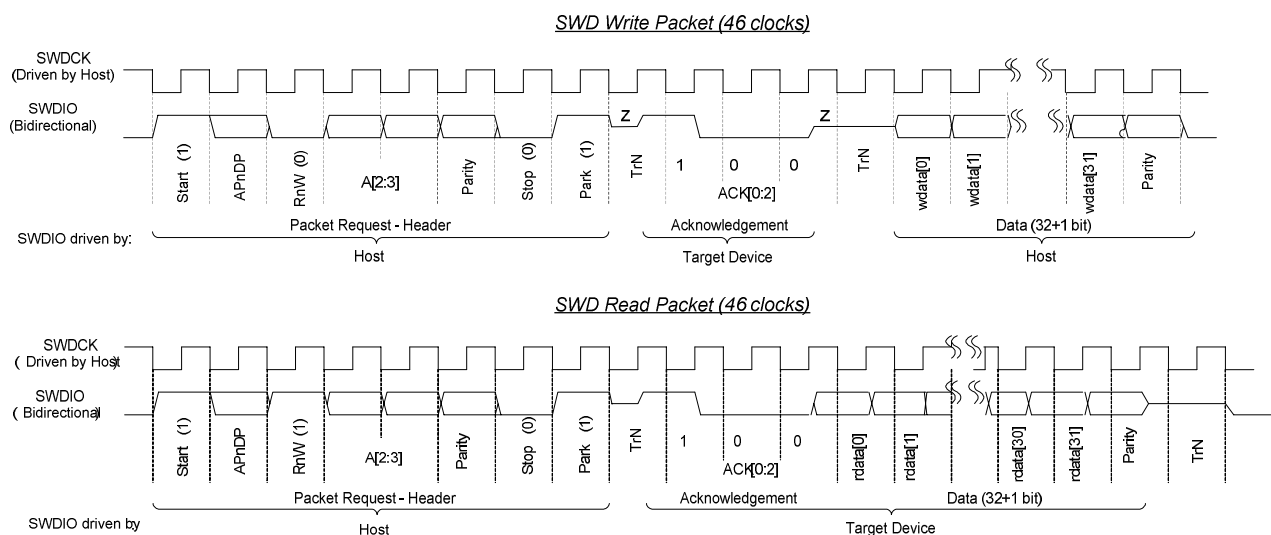 SWD Write Packet (46 clocks)
SWDCK
(Driven by Host)
SWDIO
(Bidirectional)
Z
Z
Start (1)
APnDP
RnW (0)
A[2:3]
Parity
Stop (0)
Park (1)
TrN
1
0
0
ACK[0:2]
TrN
wdata[0]
wdata[1]
wdata[31]
Parity
SWDIO driven by:
Packet Request - Header
Host
Acknowledgement
Target Device
Data (32+1 bit)
Host
SWD Read Packet (46 clocks)
SWDCK
( Driven by Host)
SWDIO
( Bidirectional)
Start (1)
APnDP
RnW (1)
A[2:3]
Parity
Stop (0)
Park (1)
TrN
1
0
0
ACK[0:2]
rdata[0]
rdata[1]
rdata[30]
rdata[31]
Parity
TrN
SWDIO driven by
Packet Request - Header
Host
Acknowledgement
Data (32+1 bit)
Target Device